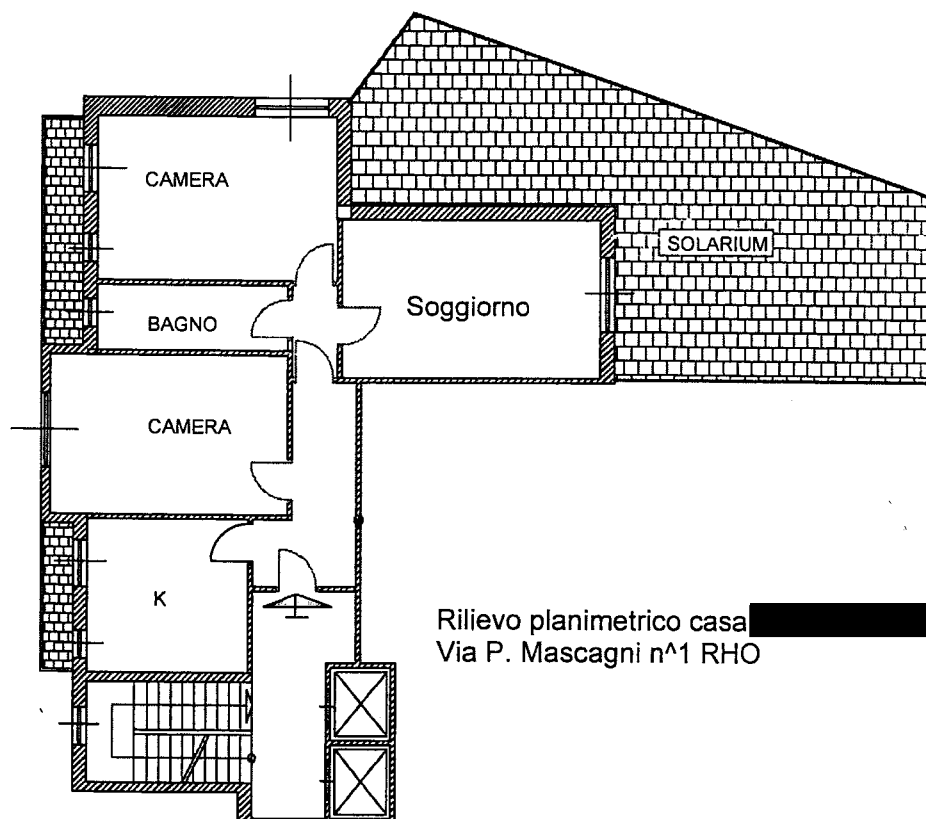 CAMERA
SOLARIUM
Soggiorno
BAGNO
CAMERA
K
Rilievo planimetrico casa
Via P. Mascagni n^1 RHO